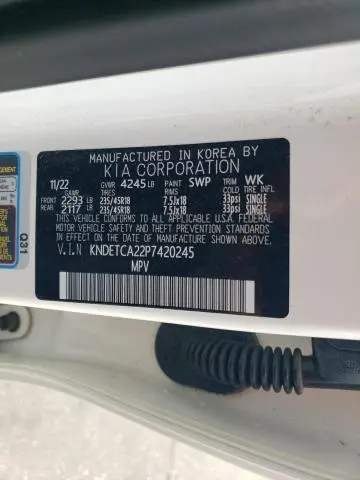 MANUFACTURED IN KOREA BY
KIA CORPORATION
11/22 GVWR 4245 LB PAINT SWP TRIM WK
GAWR TIRES RIMS COLD TIRE INFL
FRONT 2293 LB 235/45R18 7.5Jx18 33psi SINGLE
REAR 2117 LB 235/45R18 7.5Jx18 33psi SINGLE
THIS VEHICLE CONFORMS TO ALL APPLICABLE U.S.A. FEDERAL
MOTOR VEHICLE SAFETY, BUMPER, AND THEFT PREVENTION
STANDARDS IN EFFECT ON THE DATE OF MANUFACTURE SHOWN ABOVE
V.I.N KNDETCA22P7420245
MPV
Q31